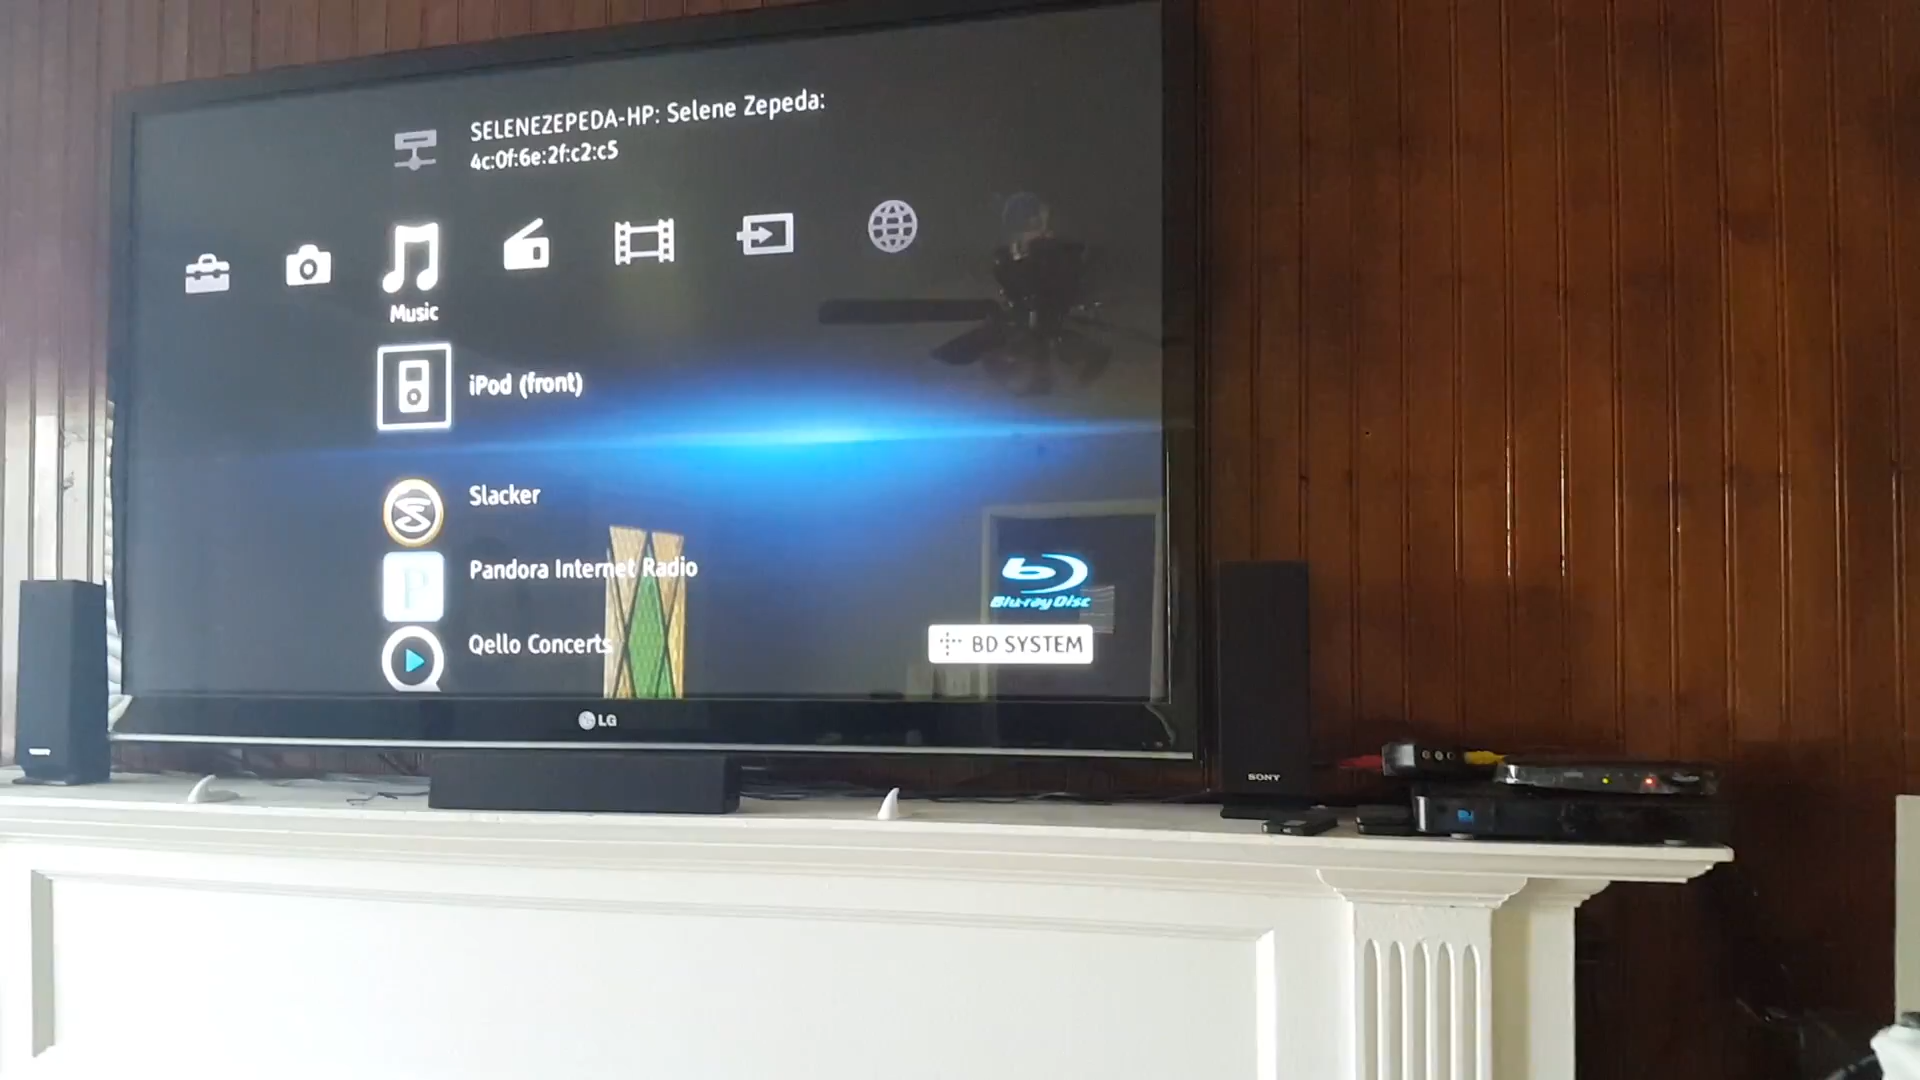 SELENEZEPEDA-HP: Selene Zepeda:
4c:0f:6e:2f:c2:c5
Music
iPod (front)
Slacker
Pandora Internet Radio
Qello Concerts
Blu-ray Disc
BD SYSTEM
LG
SONY